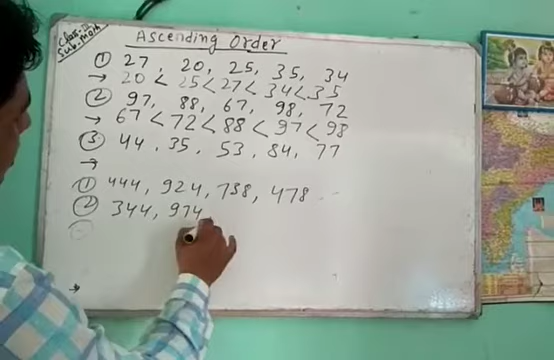 Class-II
Sub. math
Ascending Order
① 27, 20, 25, 35, 34
→ 20 < 25 < 27 < 34 < 35
② 97, 88, 67, 98, 72
→ 67 < 72 < 88 < 97 < 98
③ 44, 35, 53, 84, 77
→
① 444, 924, 738, 478
② 344, 974